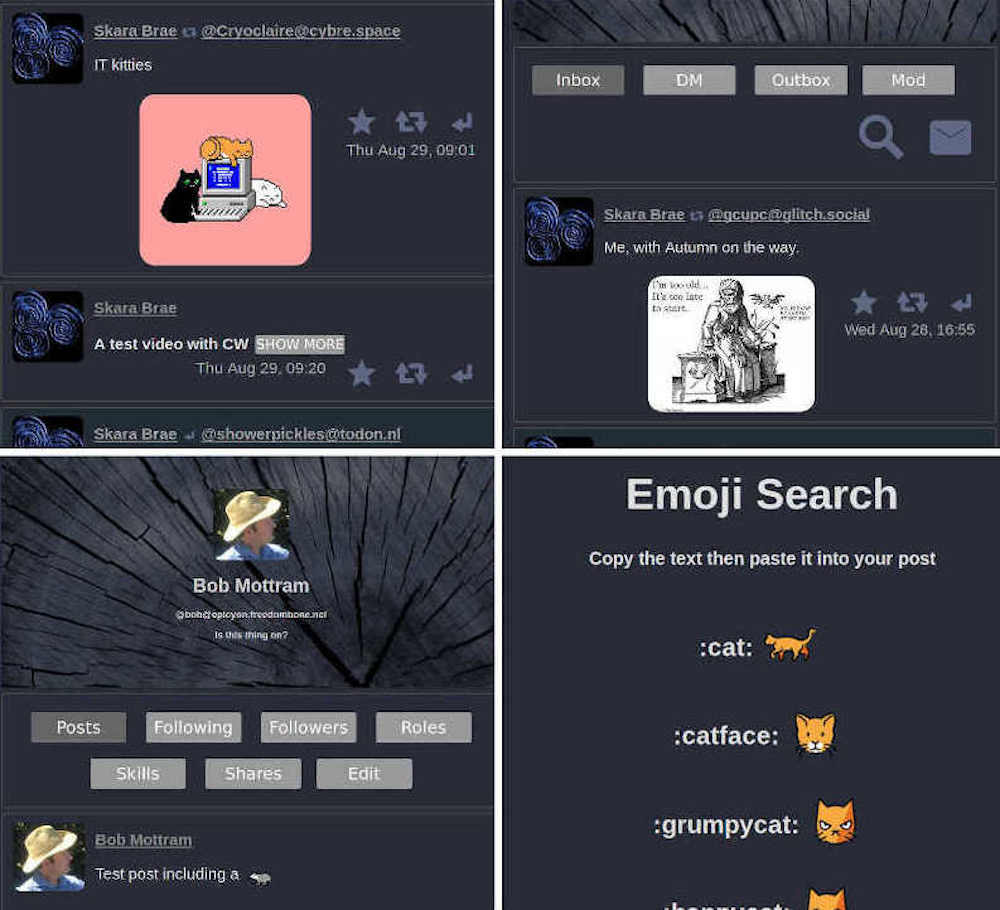 Skara Brae @Cryoclaire@cybre.space
IT kitties
Thu Aug 29, 09:01
Skara Brae
A test video with CW SHOW MORE
Thu Aug 29, 09:20
Skara Brae @showerpickles@todon.nl
Inbox DM Outbox Mod
Skara Brae @gcupc@glitch.social
Me, with Autumn on the way.
I'm too old...
It's too late
to start.
Wed Aug 28, 16:55
Bob Mottram
@bob@epicyon.freedombone.net
Is this thing on?
Posts Following Followers Roles
Skills Shares Edit
Bob Mottram
Test post including a
Emoji Search
Copy the text then paste it into your post
:cat:
:catface:
:grumpycat: